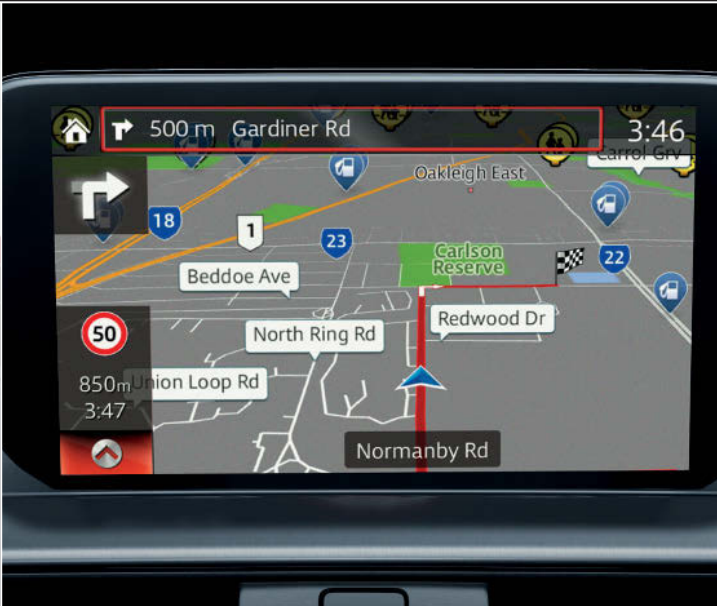 500 m Gardiner Rd
3:46
Carrol Grv
Oakleigh East
18
1
23
Carlson
Reserve
22
Beddoe Ave
50
North Ring Rd
Redwood Dr
850m
Union Loop Rd
3:47
Normanby Rd